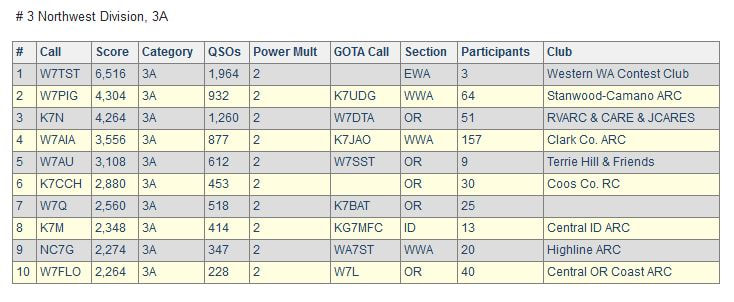 # 3 Northwest Division, 3A
# Call Score Category QSOs Power Mult GOTA Call Section Participants Club
1 W7TST 6,516 3A 1,964 2 EWA 3 Western WA Contest Club
2 W7PIG 4,304 3A 932 2 K7UDG WWA 64 Stanwood-Camano ARC
3 K7N 4,264 3A 1,260 2 W7DTA OR 51 RVARC & CARE & JCARES
4 W7AIA 3,556 3A 877 2 K7JAO WWA 157 Clark Co. ARC
5 W7AU 3,108 3A 612 2 W7SST OR 9 Terrie Hill & Friends
6 K7CCH 2,880 3A 453 2 OR 30 Coos Co. RC
7 W7Q 2,560 3A 518 2 K7BAT OR 25
8 K7M 2,348 3A 414 2 KG7MFC ID 13 Central ID ARC
9 NC7G 2,274 3A 347 2 WA7ST WWA 20 Highline ARC
10 W7FLO 2,264 3A 228 2 W7L OR 40 Central OR Coast ARC